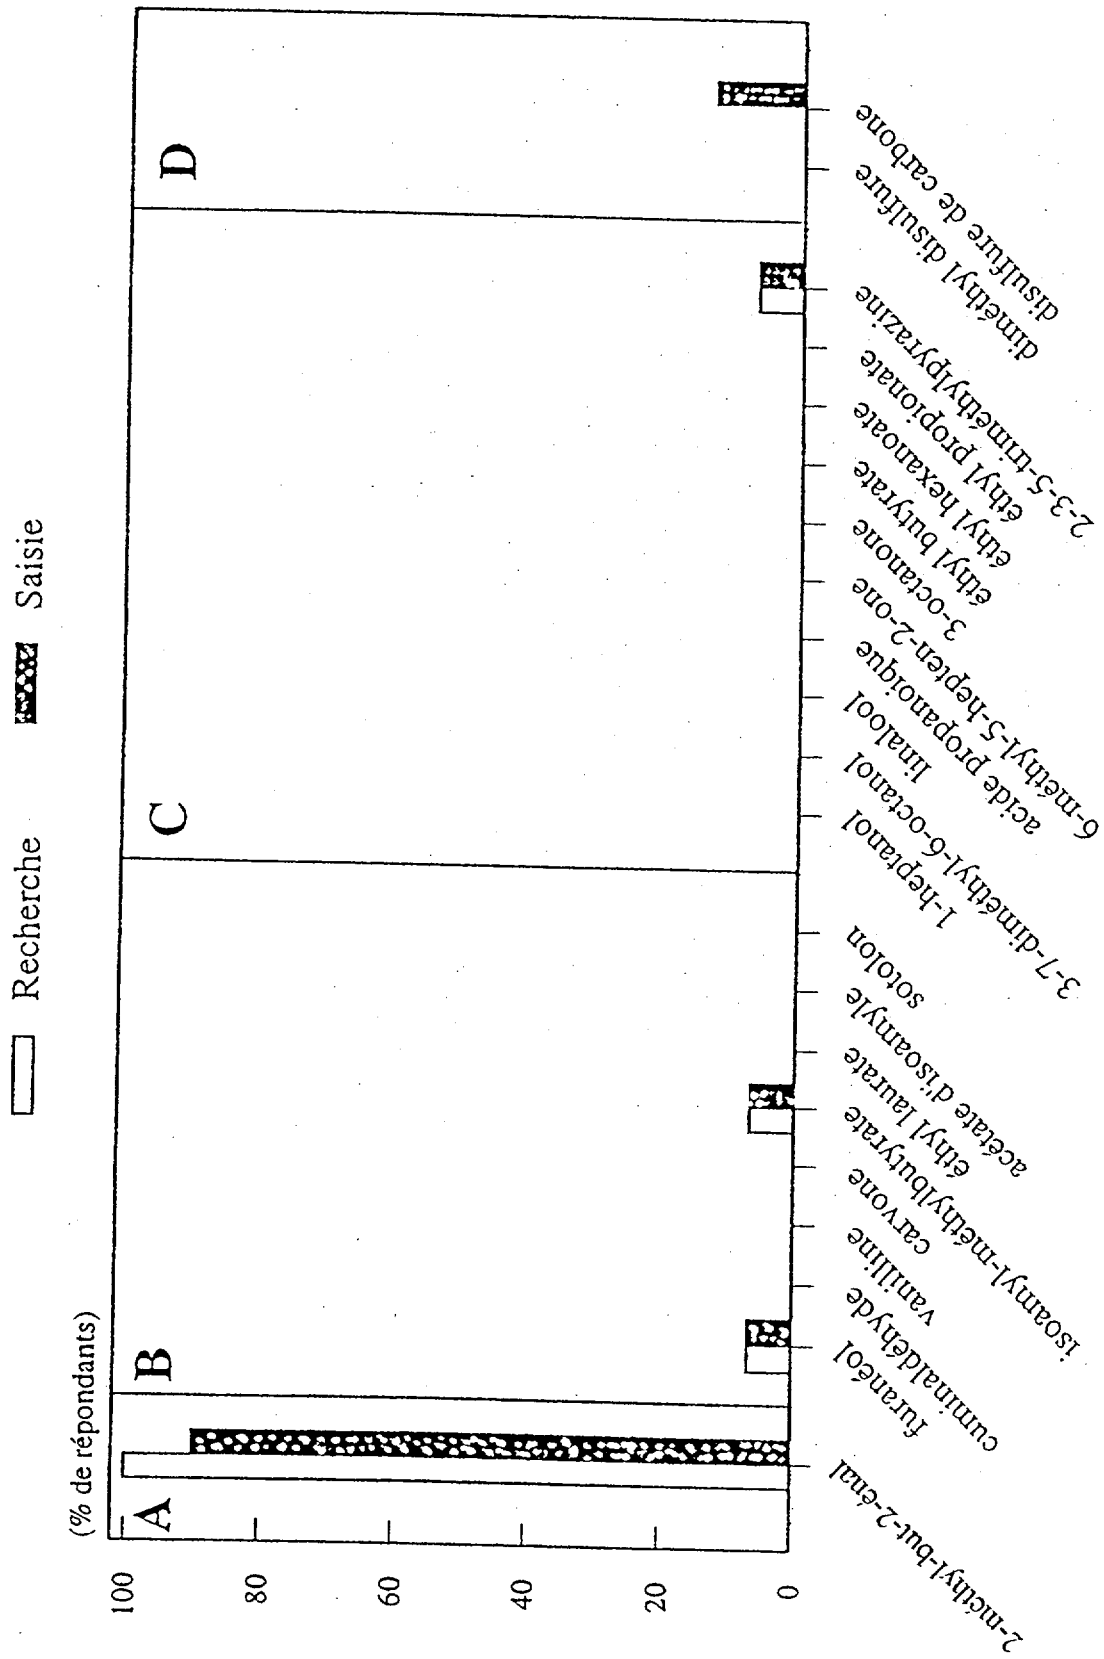 Recherche
Saisie
(% de répondants)
100
80
60
40
20
0
A
B
C
D
2-méthyl-but-2-énal
furanéol
cuminaldéhyde
vanilline
carvone
isoamyl-méthylbutyrate
éthyl laurate
acétate d'isoamyle
sotolon
1-heptanol
3-7-diméthyl-6-octanol
linalool
acide propanoique
6-méthyl-5-hepten-2-one
3-octanone
éthyl butyrate
éthyl hexanoate
éthyl propionate
2-3-5-triméthylpyrazine
diméthyl disulfure
disulfure de carbone